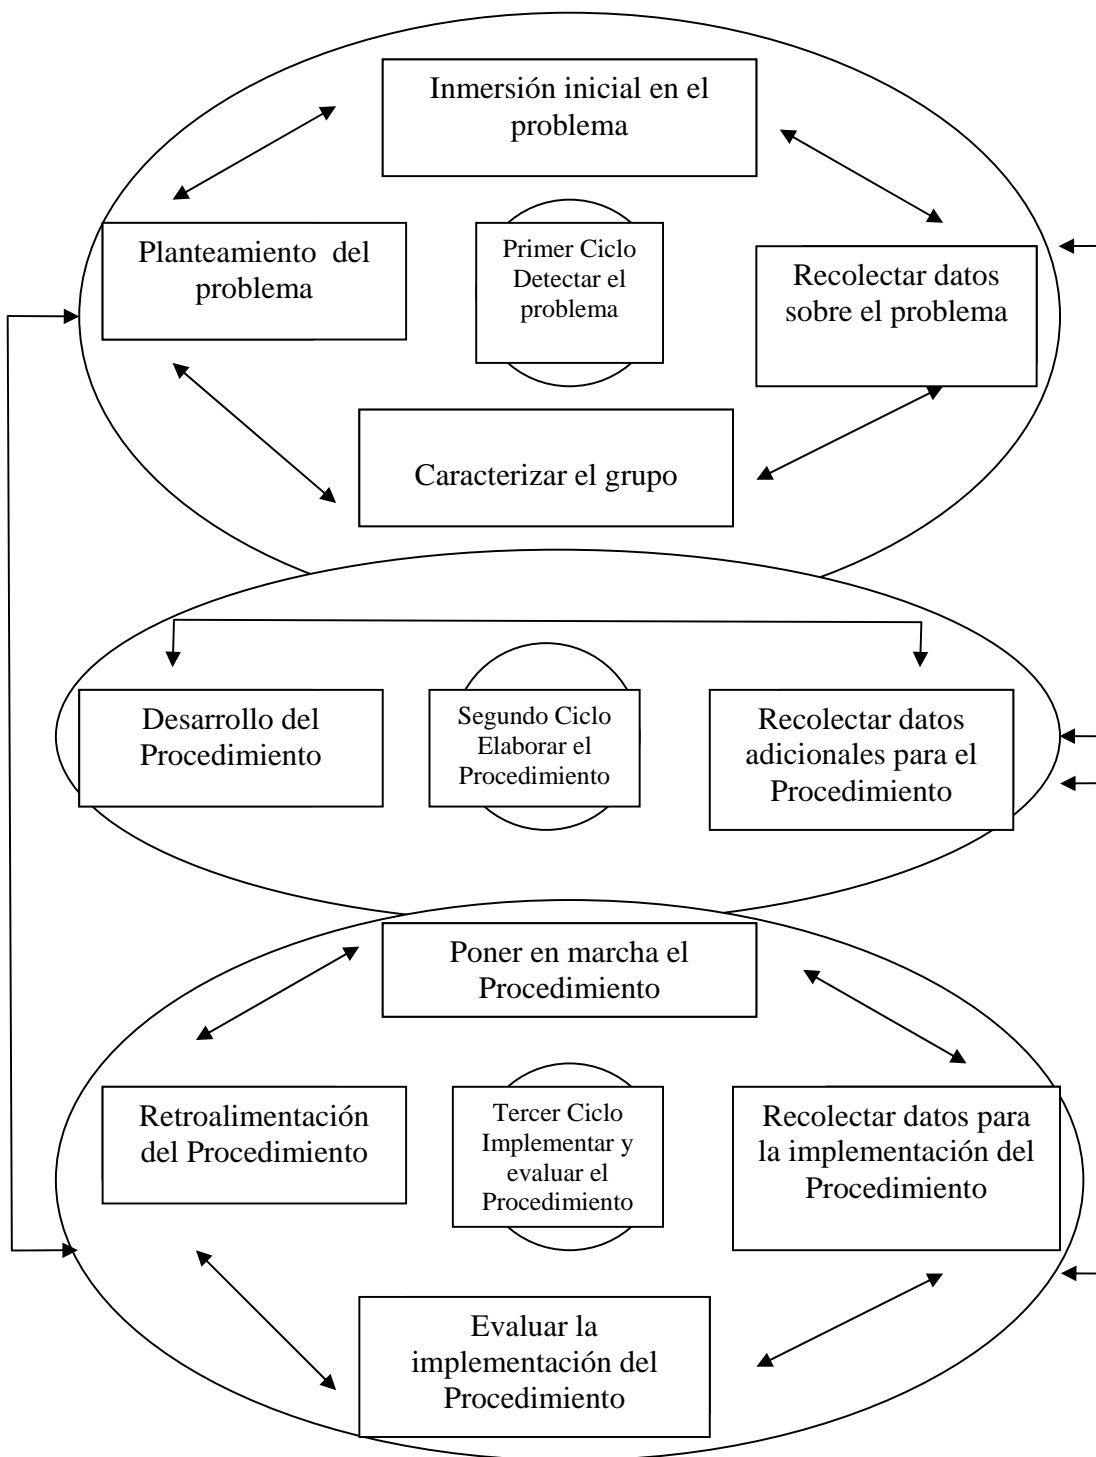 Inmersión inicial en el
problema
Planteamiento del
problema
Primer Ciclo
Detectar el
problema
Recolectar datos
sobre el problema
Caracterizar el grupo
Desarrollo del
Procedimiento
Segundo Ciclo
Elaborar el
Procedimiento
Recolectar datos
adicionales para el
Procedimiento
Poner en marcha el
Procedimiento
Retroalimentación
del Procedimiento
Tercer Ciclo
Implementar y
evaluar el
Procedimiento
Recolectar datos para
la implementación del
Procedimiento
Evaluar la
implementación del
Procedimiento